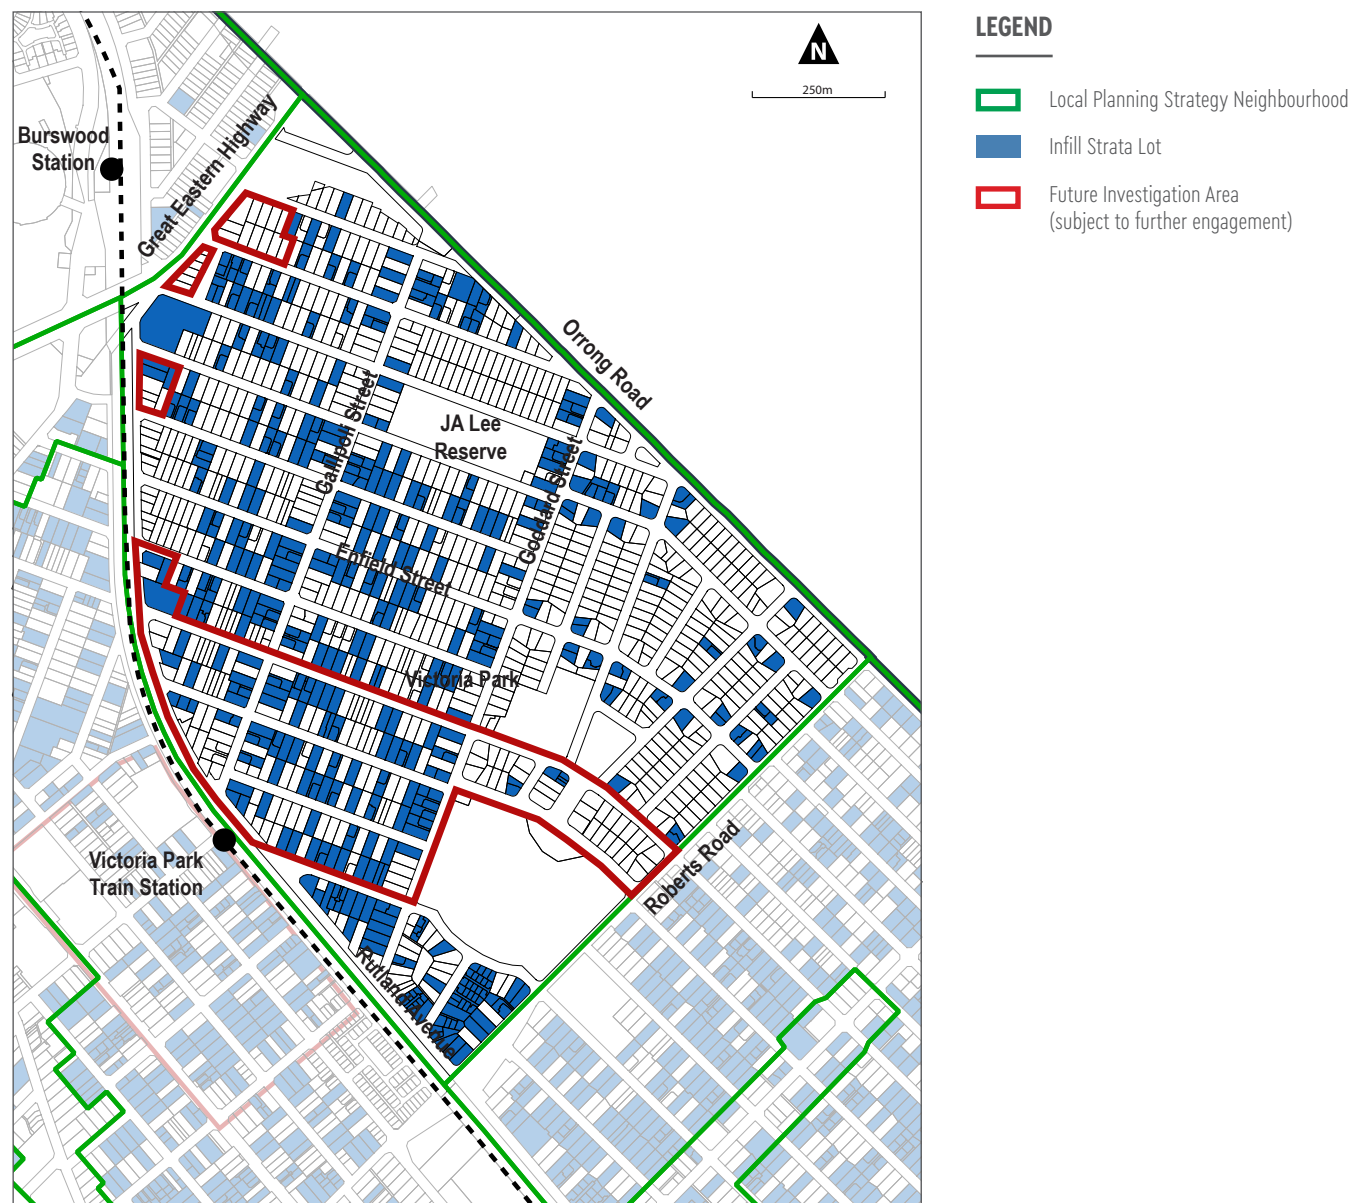 N
250m
Burswood
Station
Great Eastern Highway
Orrong Road
Gallipoli Street
JA Lee
Reserve
Goddard Street
Enfield Street
Victoria Park
Victoria Park
Train Station
Roberts Road
Rutland Avenue
LEGEND
Local Planning Strategy Neighbourhood
Infill Strata Lot
Future Investigation Area
(subject to further engagement)